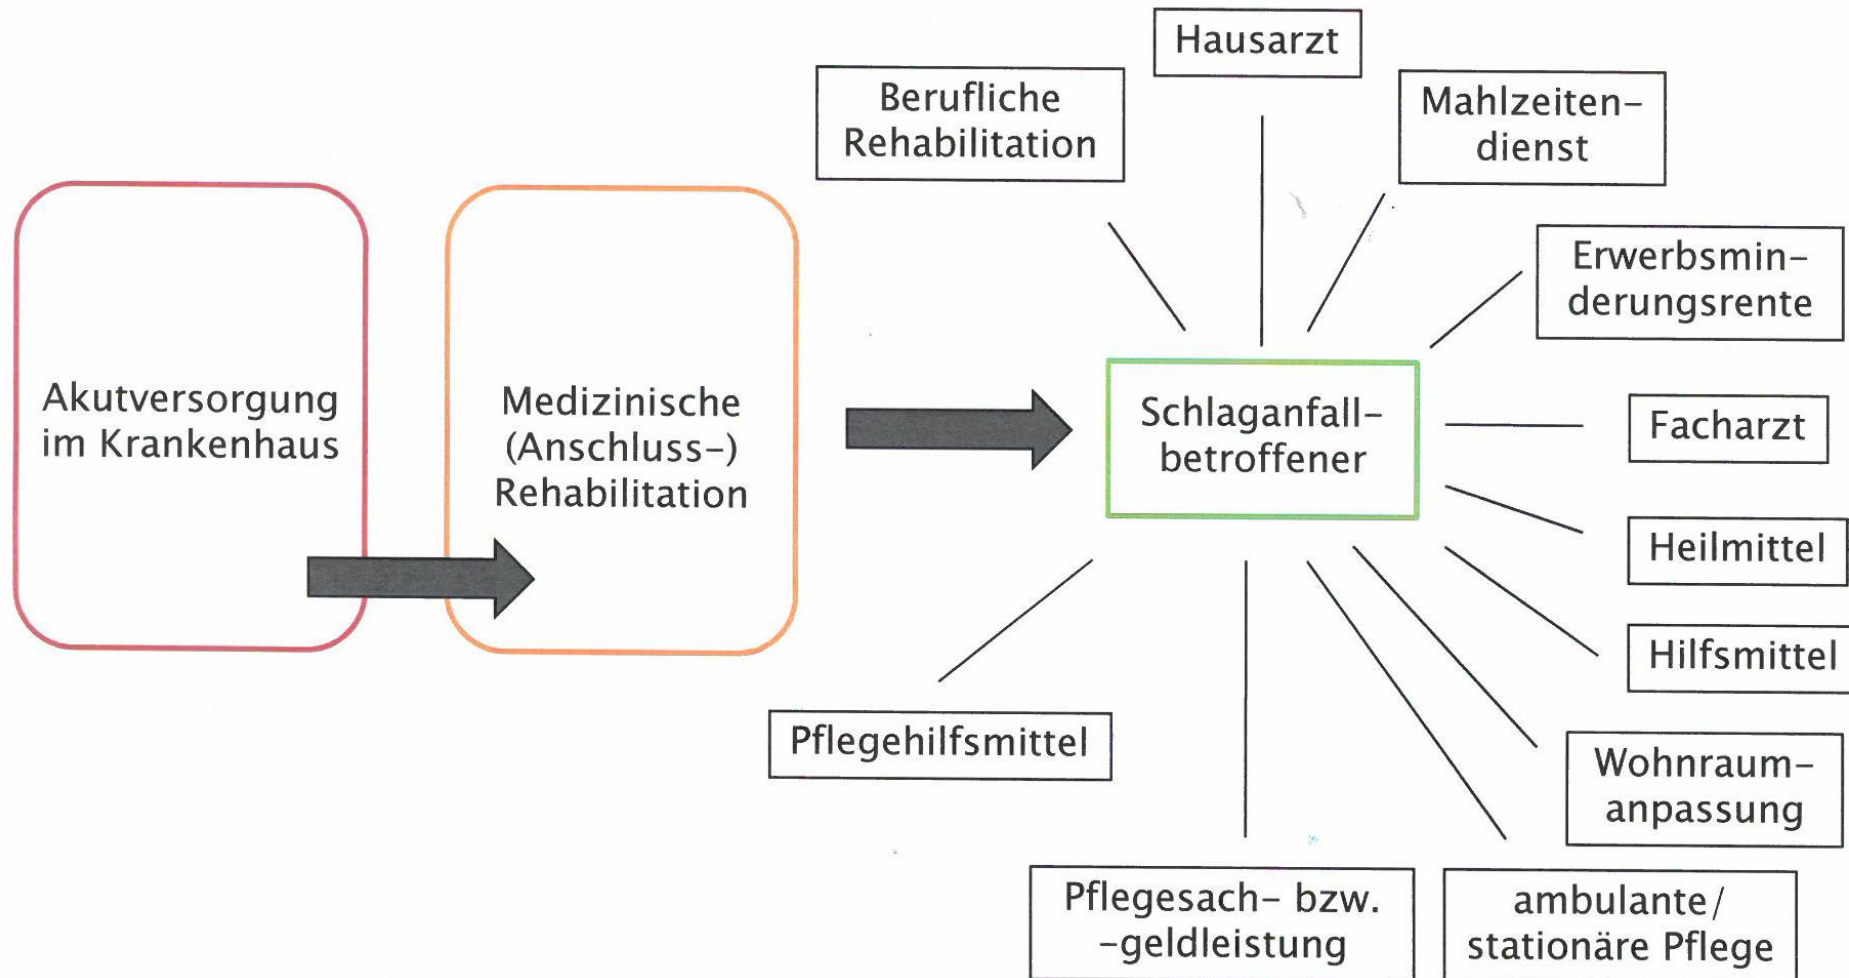 Hausarzt
Berufliche
Rehabilitation
Mahlzeiten-
dienst
Erwerbsmin-
derungsrente
Akutversorgung
im Krankenhaus
Medizinische
(Anschluss-)
Rehabilitation
Schlaganfall-
betroffener
Facharzt
Heilmittel
Hilfsmittel
Pflegehilfsmittel
Wohnraum-
anpassung
Pflegesach- bzw.
-geldleistung
ambulante/
stationäre Pflege